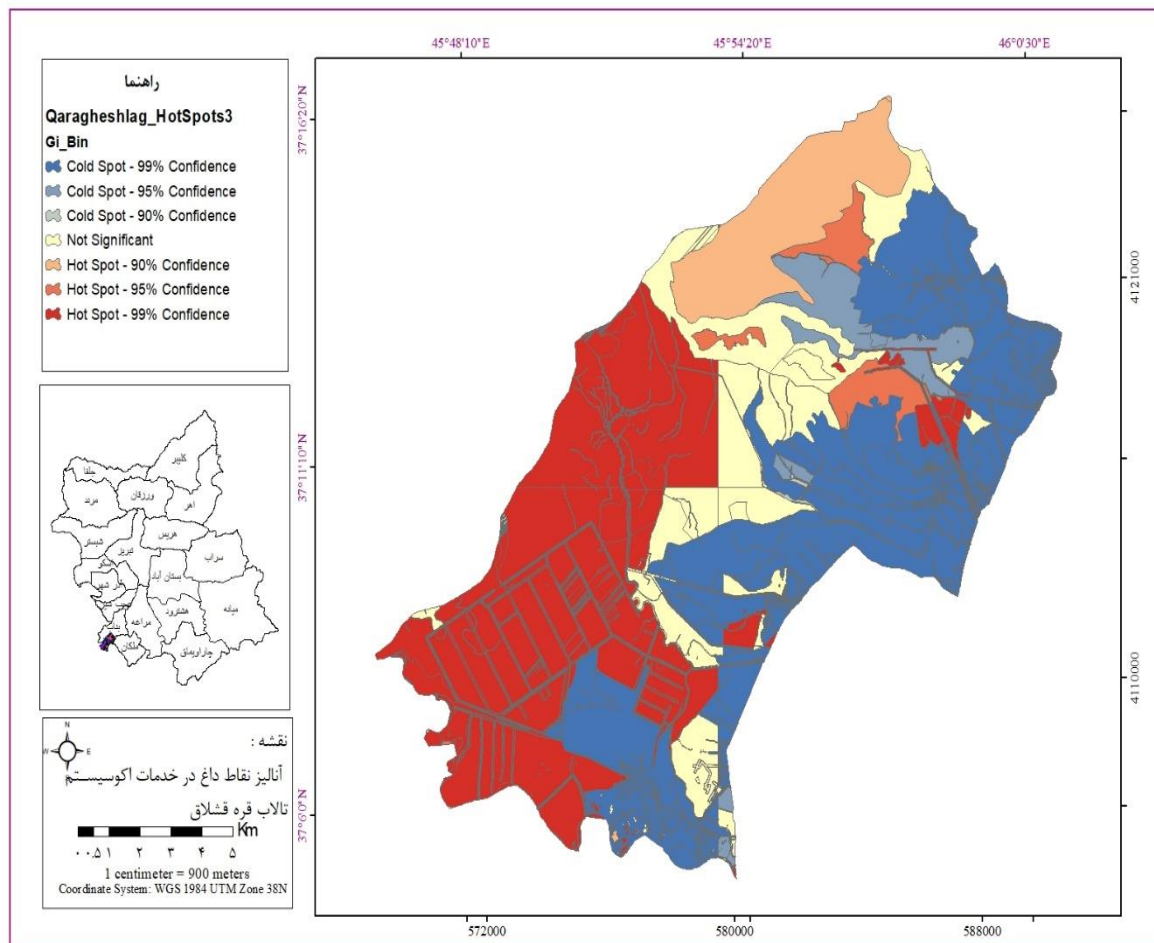 45°48'10"E
45°54'20"E
46°0'30"E
راهنما
Qaragheshlag_HotSpots3
Gi_Bin
Cold Spot - 99% Confidence
Cold Spot - 95% Confidence
Cold Spot - 90% Confidence
Not Significant
Hot Spot - 90% Confidence
Hot Spot - 95% Confidence
Hot Spot - 99% Confidence
37°16'20"N
37°11'10"N
37°6'0"N
4121000
4110000
572000
580000
588000
کلیبر
جلفا
مرند
ورزقان
اهر
هریس
شبستر
تبریز
سراب
بستان آباد
میانه
هشترود
مراغه
ملکان
چاراویماق
N
W
E
S
نقشه :
آنالیز نقاط داغ در خدمات اکوسیستم
تالاب قره قشلاق
Km
۰ ۰.۵ ۱ ۲ ۳ ۴ ۵
1 centimeter = 900 meters
Coordinate System: WGS 1984 UTM Zone 38N